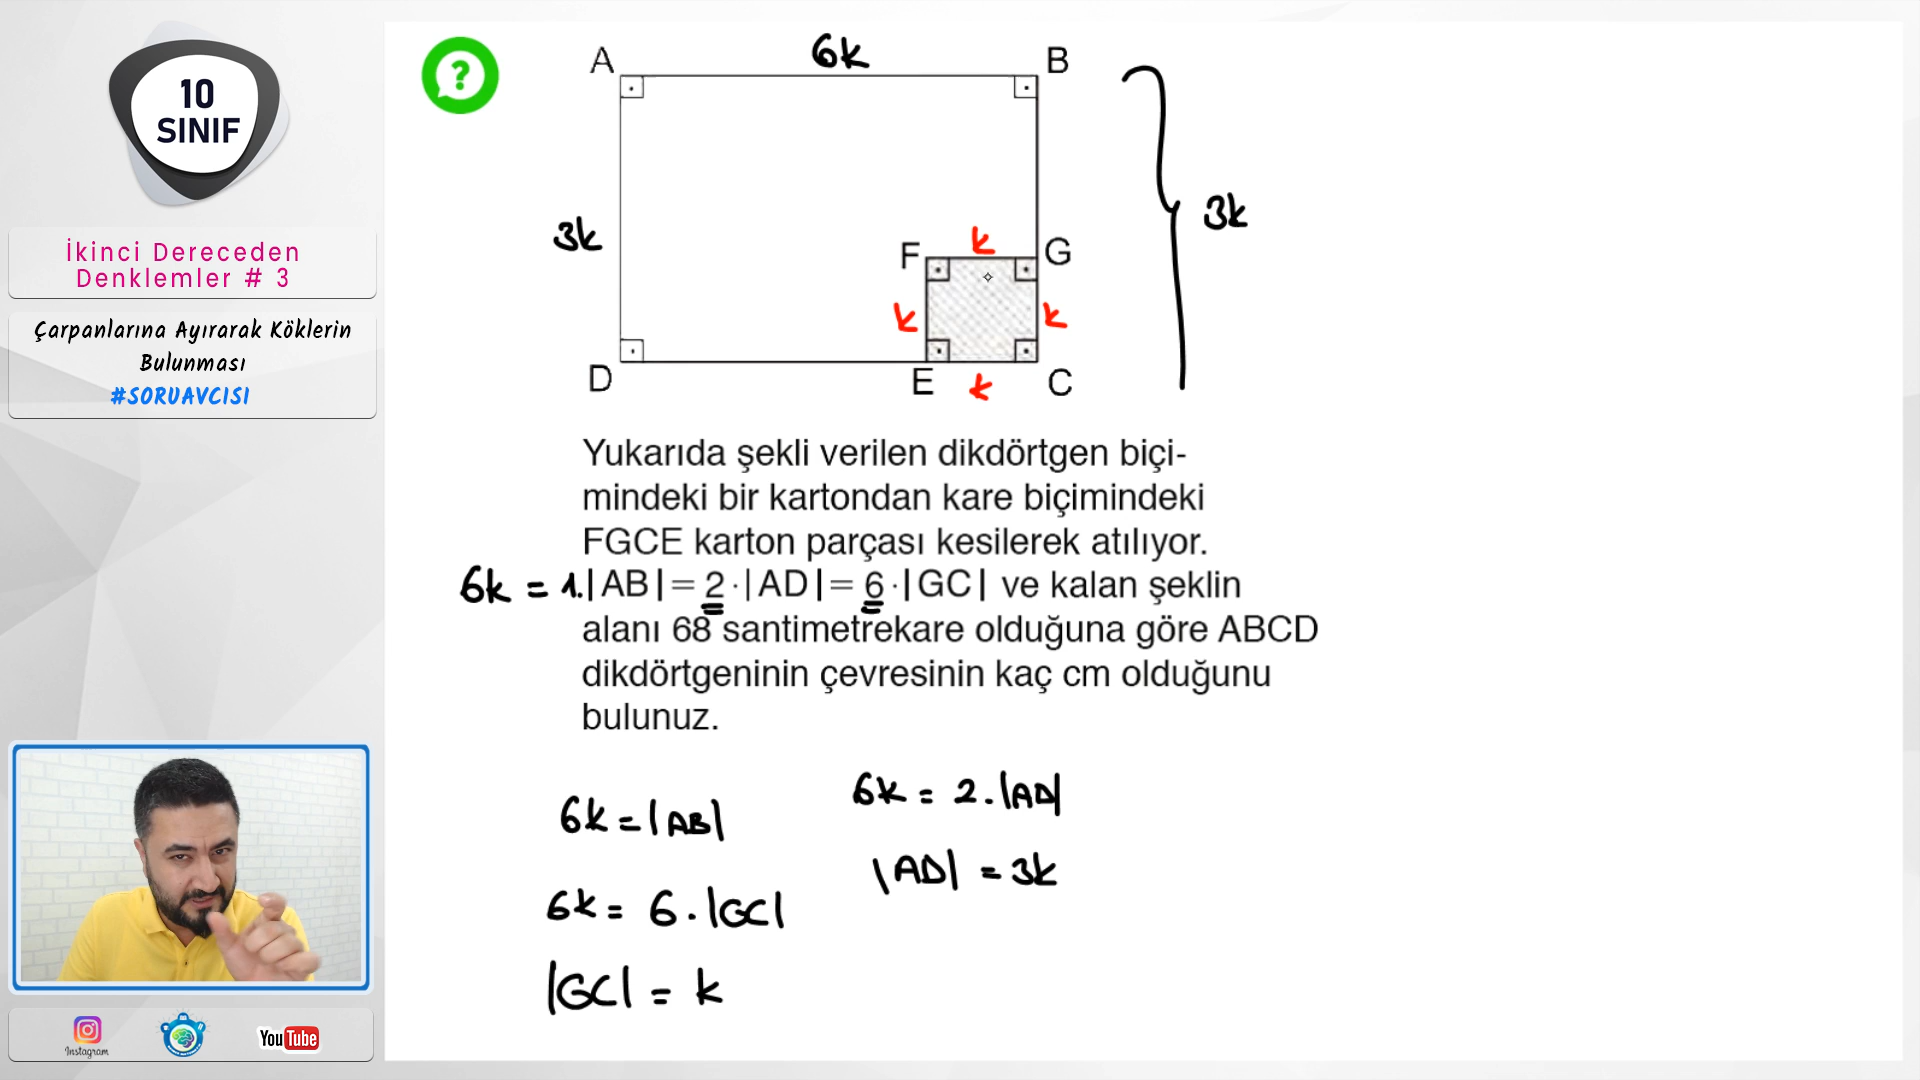 10
SINIF
İkinci Dereceden
Denklemler # 3
Çarpanlarına Ayırarak Köklerin
Bulunması
#SORUAVCISI
Instagram
YouTube
?
A 6k B
3k
3k
F k G
k k
D E k C
Yukarıda şekli verilen dikdörtgen biçi-
mindeki bir kartondan kare biçimindeki
FGCE karton parçası kesilerek atılıyor.
6k = 1.|AB| = 2 · |AD| = 6 · |GC| ve kalan şeklin
alanı 68 santimetrekare olduğuna göre ABCD
dikdörtgeninin çevresinin kaç cm olduğunu
bulunuz.
6k = |AB|
6k = 6 . |GC|
|GC| = k
6k = 2 . |AD|
|AD| = 3k